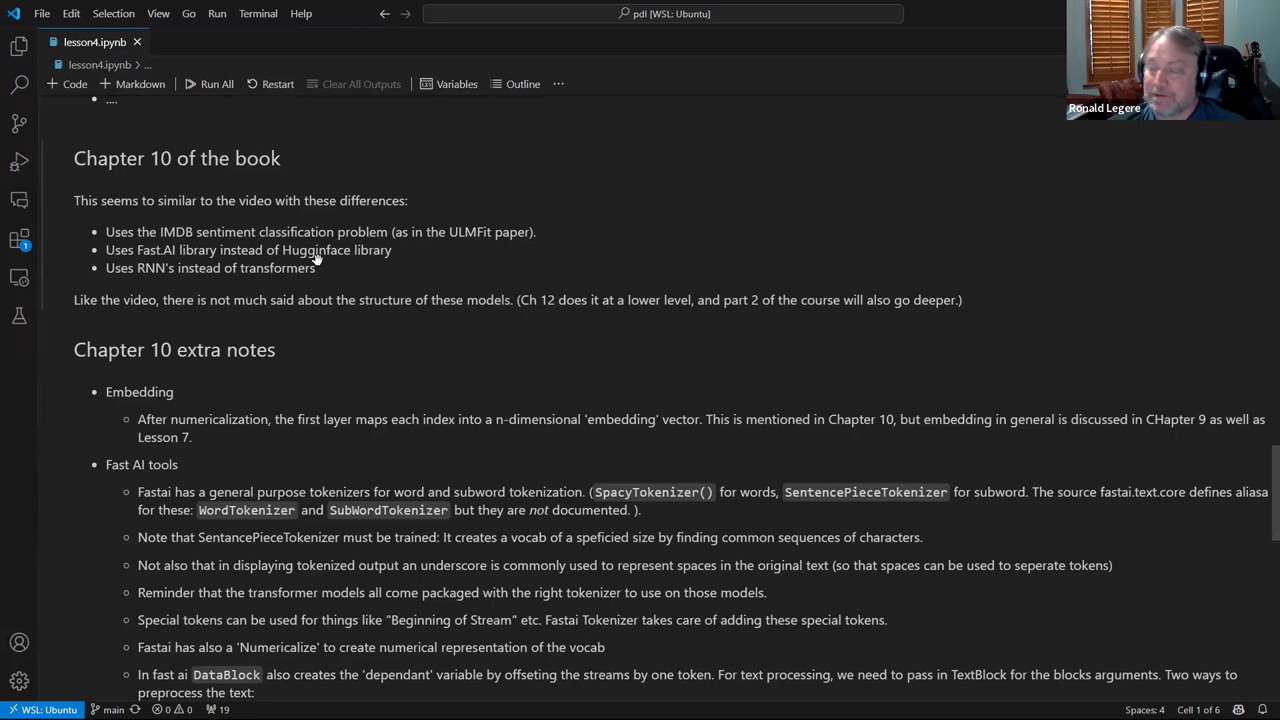 File Edit Selection View Go Run Terminal Help
pdl [WSL: Ubuntu]
lesson4.ipynb
lesson4.ipynb > ...
+ Code + Markdown Run All Restart Clear All Outputs Variables Outline ...
Ronald Legere
....
Chapter 10 of the book
This seems to similar to the video with these differences:
Uses the IMDB sentiment classification problem (as in the ULMFit paper).
Uses Fast.AI library instead of Hugginface library
Uses RNN's instead of transformers
Like the video, there is not much said about the structure of these models. (Ch 12 does it at a lower level, and part 2 of the course will also go deeper.)
Chapter 10 extra notes
Embedding
After numericalization, the first layer maps each index into a n-dimensional 'embedding' vector. This is mentioned in Chapter 10, but embedding in general is discussed in CHapter 9 as well as
Lesson 7.
Fast AI tools
Fastai has a general purpose tokenizers for word and subword tokenization. (SpacyTokenizer() for words, SentencePieceTokenizer for subword. The source fastai.text.core defines aliasa
for these: WordTokenizer and SubWordTokenizer but they are not documented. ).
Note that SentancePieceTokenizer must be trained: It creates a vocab of a speficied size by finding common sequences of characters.
Not also that in displaying tokenized output an underscore is commonly used to represent spaces in the original text (so that spaces can be used to seperate tokens)
Reminder that the transformer models all come packaged with the right tokenizer to use on those models.
Special tokens can be used for things like "Beginning of Stream" etc. Fastai Tokenizer takes care of adding these special tokens.
Fastai has also a 'Numericalize' to create numerical representation of the vocab
In fast ai DataBlock also creates the 'dependant' variable by offsetting the streams by one token. For text processing, we need to pass in TextBlock for the blocks arguments. Two ways to
preprocess the text:
1
WSL: Ubuntu main 0 0 19 Spaces: 4 Cell 1 of 6